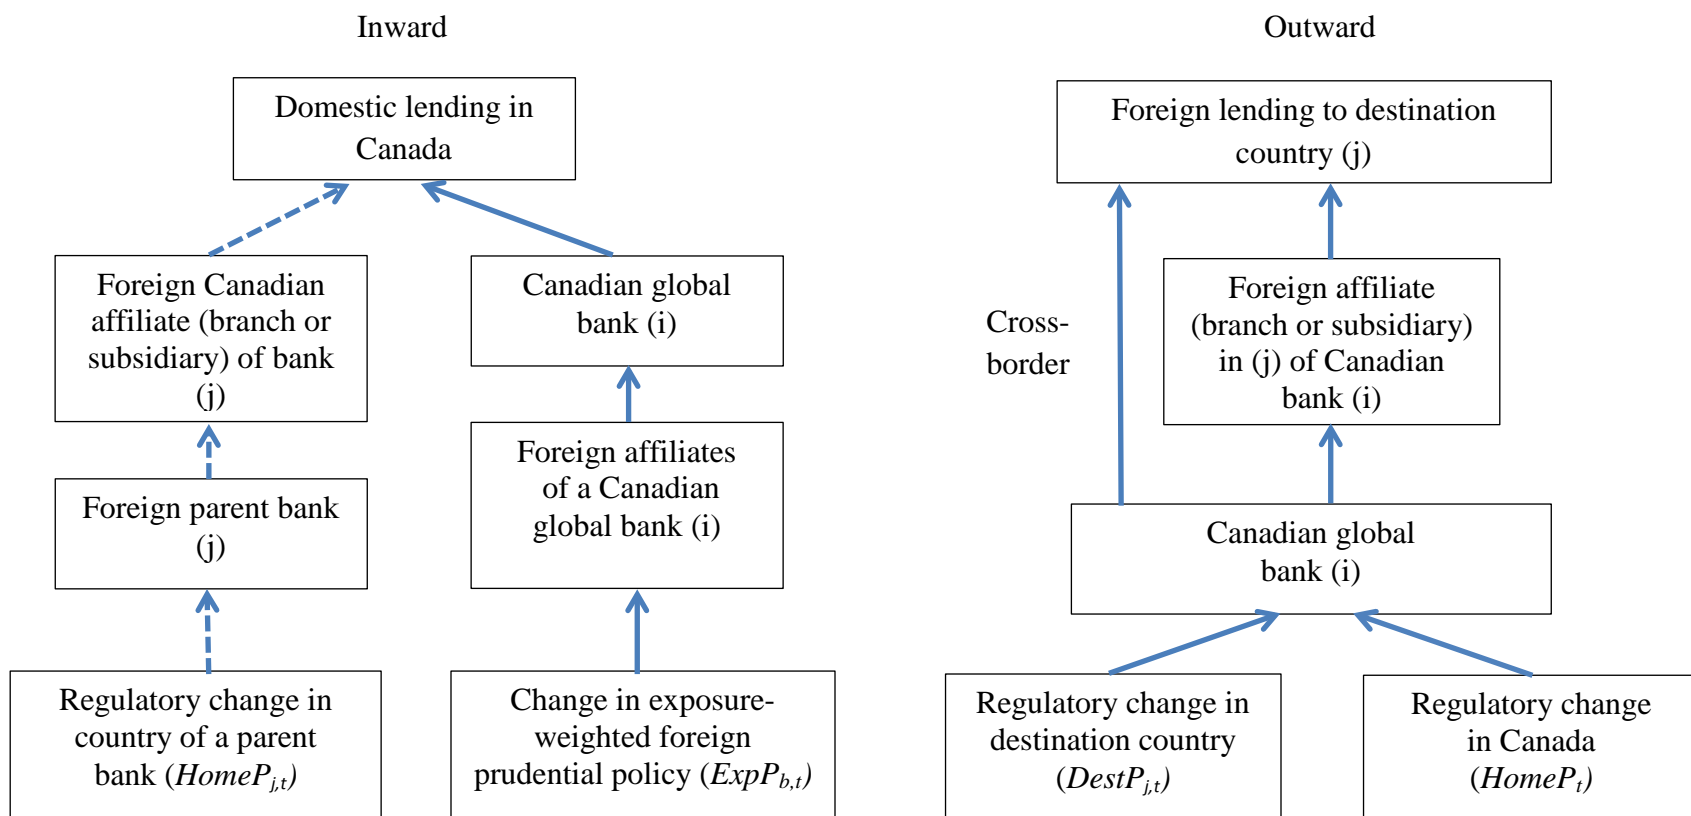 Inward
Domestic lending in
Canada
Foreign Canadian
affiliate (branch or
subsidiary) of bank
(j)
Foreign parent bank
(j)
Regulatory change in
country of a parent
bank (HomeP_{j,t})
Canadian global
bank (i)
Foreign affiliates
of a Canadian
global bank (i)
Change in exposure-
weighted foreign
prudential policy (ExpP_{b,t})
Outward
Foreign lending to destination
country (j)
Cross-
border
Foreign affiliate
(branch or subsidiary)
in (j) of Canadian
bank (i)
Canadian global
bank (i)
Regulatory change in
destination country
(DestP_{j,t})
Regulatory change
in Canada
(HomeP_t)